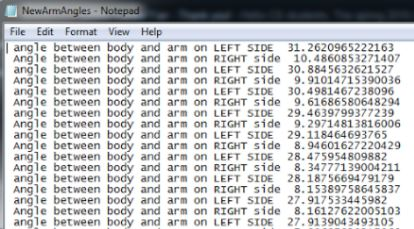 NewArmAngles - Notepad
File Edit Format View Help
angle between body and arm on LEFT SIDE 31.2620965222163
angle between body and arm on RIGHT side 10.4860853271407
angle between body and arm on LEFT SIDE 30.8845632621527
angle between body and arm on RIGHT side 9.91014715390036
angle between body and arm on LEFT SIDE 30.4981467238096
angle between body and arm on RIGHT side 9.61686580648294
angle between body and arm on LEFT SIDE 29.4639799377239
angle between body and arm on RIGHT side 9.29714813816006
angle between body and arm on LEFT SIDE 29.118464693765
angle between body and arm on RIGHT side 8.94601627220429
angle between body and arm on LEFT SIDE 28.475954809882
angle between body and arm on RIGHT side 8.34777139004211
angle between body and arm on LEFT SIDE 28.1875669479179
angle between body and arm on RIGHT side 8.15389758645837
angle between body and arm on LEFT SIDE 27.917533445982
angle between body and arm on RIGHT side 8.16127622005103
angle between body and arm on LEFT SIDE 27.9139043493105